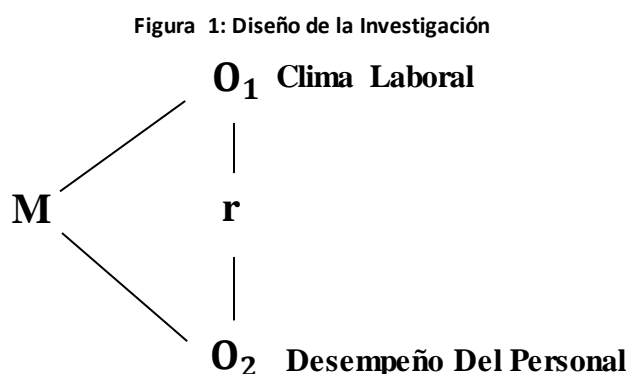 Figura 1: Diseño de la Investigación
O₁ Clima Laboral
M
r
O₂ Desempeño Del Personal